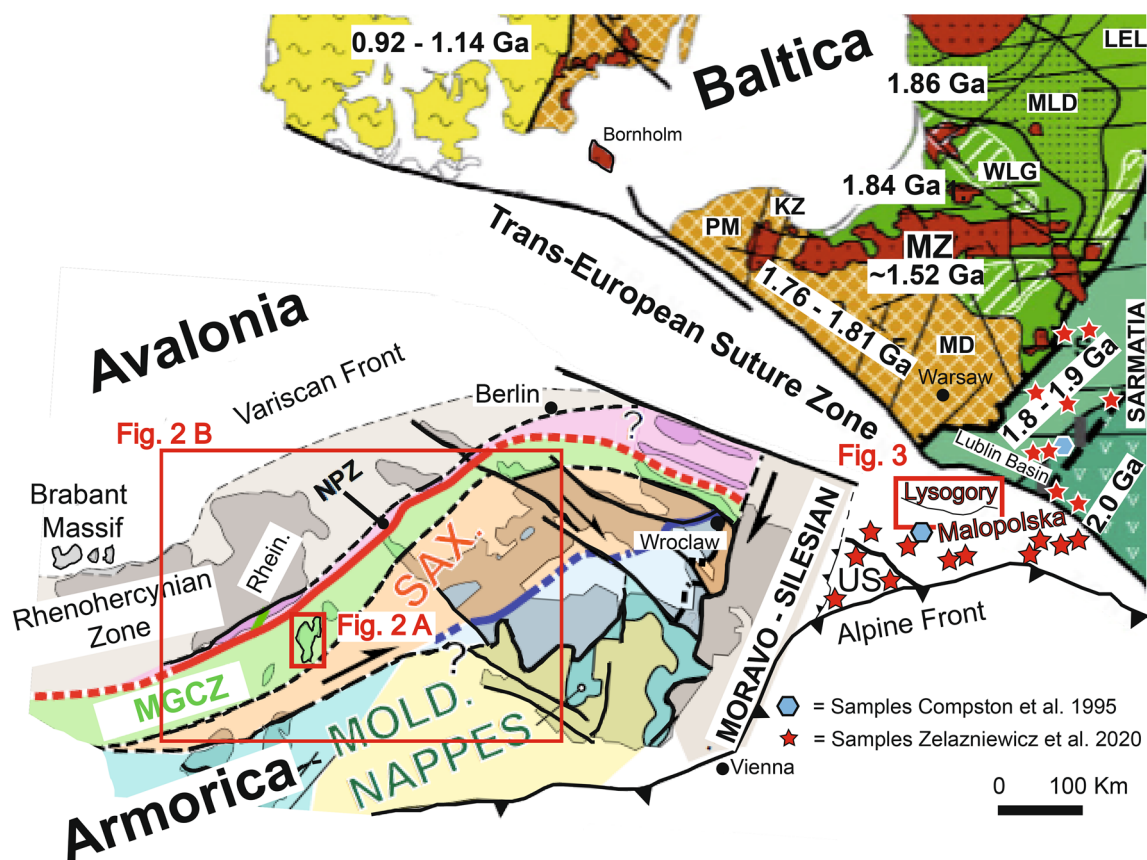 0.92 - 1.14 Ga
Baltica
LEL
1.86 Ga
MLD
Bornholm
WLG
1.84 Ga
KZ
PM
MZ
~1.52 Ga
Trans-European Suture Zone
1.76 - 1.81 Ga
SARMATIA
Avalonia
MD
Variscan Front
Warsaw
1.8 - 1.9 Ga
Berlin
?
Fig. 2 B
Lublin Basin
Fig. 3
NPZ
2.0 Ga
Brabant
Massif
Lysogory
Malopolska
Wroclaw
Rhein.
SAX.
US
Rhenohercynian
Zone
Fig. 2 A
Alpine Front
MORAVO - SILESIAN
?
MGCZ
MOLD.
NAPPES
= Samples Compston et al. 1995
= Samples Zelazniewicz et al. 2020
Vienna
Armorica
0 100 Km
V V
V V V
V V